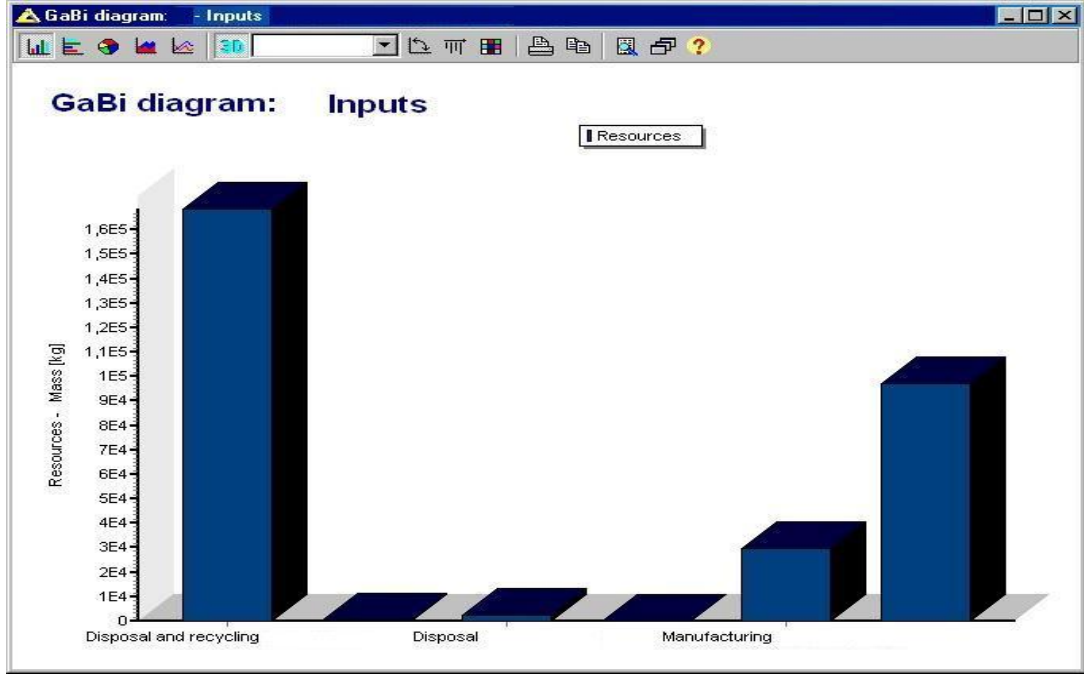 GaBi diagram: - Inputs
3D
?
GaBi diagram: Inputs
Resources
1,6E5
1,5E5
1,4E5
1,3E5
1,2E5
1,1E5
1E5
9E4
8E4
7E4
6E4
5E4
4E4
3E4
2E4
1E4
0
Resources - Mass [kg]
Disposal and recycling Disposal Manufacturing